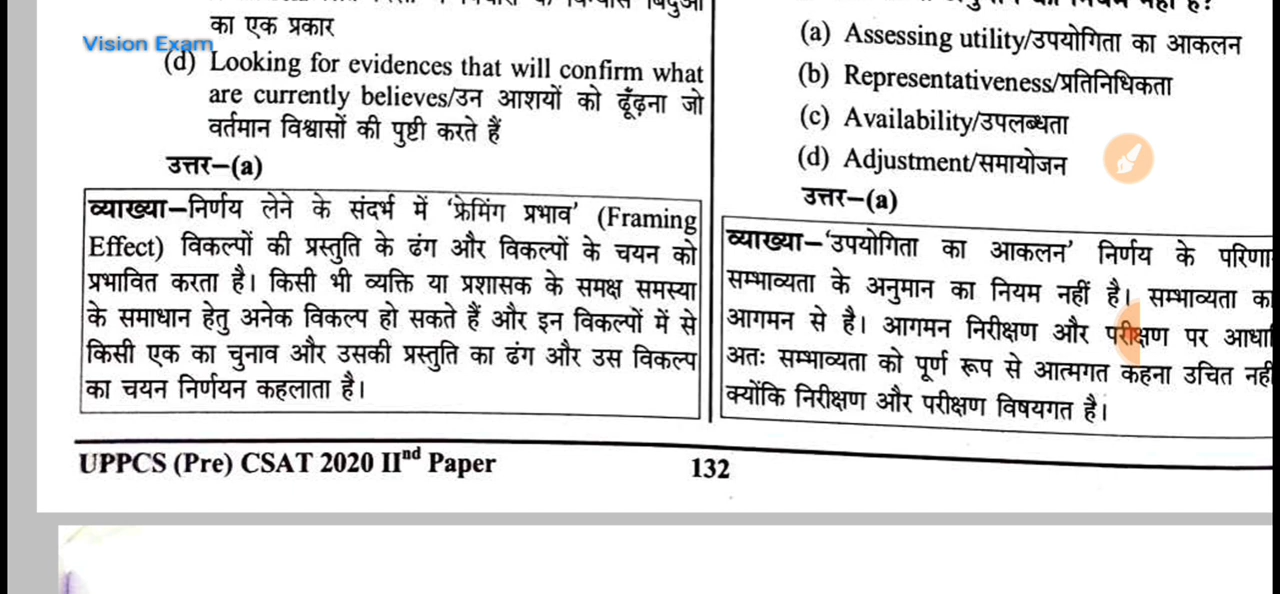 का एक प्रकार
Vision Exam
(d) Looking for evidences that will confirm what
are currently believes/उन आशयों को ढूँढ़ना जो
वर्तमान विश्वासों की पुष्टी करते हैं
उत्तर–(a)
व्याख्या–निर्णय लेने के संदर्भ में ‘फ्रेमिंग प्रभाव’ (Framing
Effect) विकल्पों की प्रस्तुति के ढंग और विकल्पों के चयन को
प्रभावित करता है। किसी भी व्यक्ति या प्रशासक के समक्ष समस्या
के समाधान हेतु अनेक विकल्प हो सकते हैं और इन विकल्पों में से
किसी एक का चुनाव और उसकी प्रस्तुति का ढंग और उस विकल्प
का चयन निर्णयन कहलाता है।
(a) Assessing utility/उपयोगिता का आकलन
(b) Representativeness/प्रतिनिधिकता
(c) Availability/उपलब्धता
(d) Adjustment/समायोजन
उत्तर–(a)
व्याख्या–‘उपयोगिता का आकलन’ निर्णय के परिणा
सम्भाव्यता के अनुमान का नियम नहीं है। सम्भाव्यता का
आगमन से है। आगमन निरीक्षण और परीक्षण पर आधा
अतः सम्भाव्यता को पूर्ण रूप से आत्मगत कहना उचित नही
क्योंकि निरीक्षण और परीक्षण विषयगत है।
UPPCS (Pre) CSAT 2020 IInd Paper
132